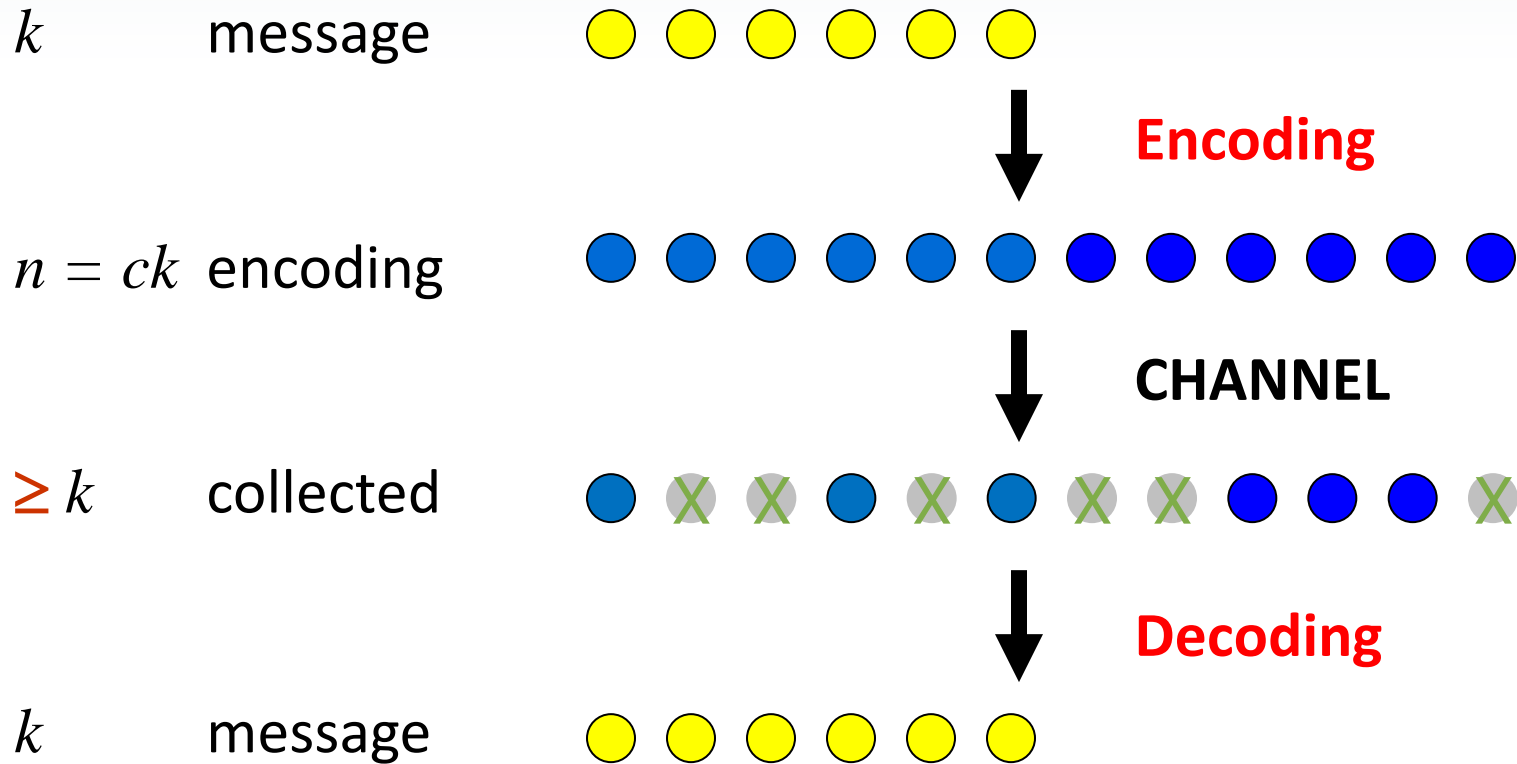 k message
Encoding
n = ck encoding
CHANNEL
≥ k collected X X X X X X
Decoding
k message